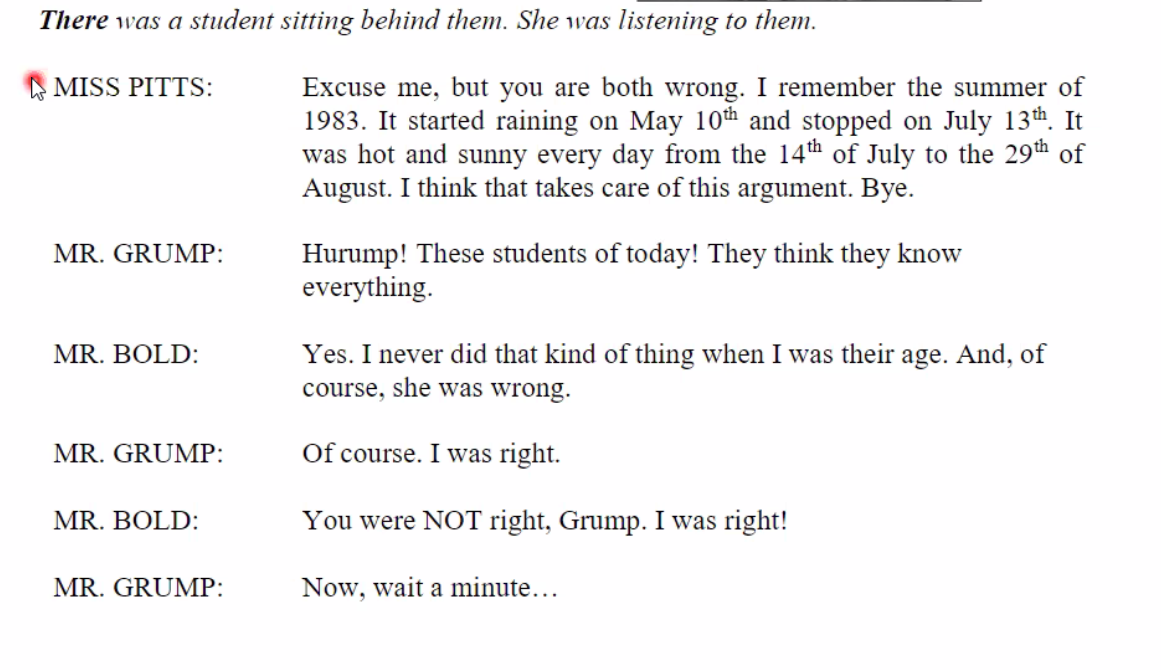 There was a student sitting behind them. She was listening to them.
MISS PITTS: Excuse me, but you are both wrong. I remember the summer of
1983. It started raining on May 10th and stopped on July 13th. It
was hot and sunny every day from the 14th of July to the 29th of
August. I think that takes care of this argument. Bye.
MR. GRUMP: Hurump! These students of today! They think they know
everything.
MR. BOLD: Yes. I never did that kind of thing when I was their age. And, of
course, she was wrong.
MR. GRUMP: Of course. I was right.
MR. BOLD: You were NOT right, Grump. I was right!
MR. GRUMP: Now, wait a minute…